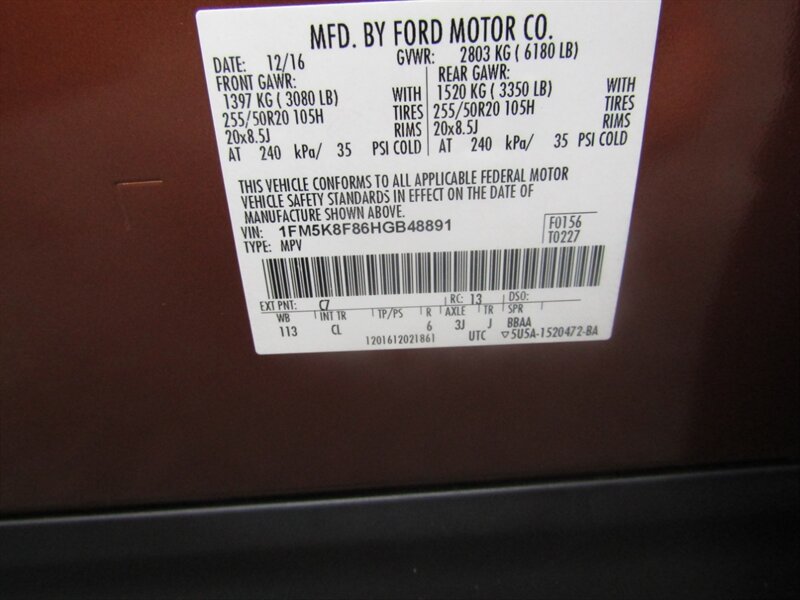 MFD. BY FORD MOTOR CO.
DATE: 12/16 GVWR: 2803 KG ( 6180 LB)
FRONT GAWR: REAR GAWR:
1397 KG ( 3080 LB) WITH 1520 KG ( 3350 LB) WITH
255/50R20 105H TIRES 255/50R20 105H TIRES
20x8.5J RIMS 20x8.5J RIMS
AT 240 kPa/ 35 PSI COLD AT 240 kPa/ 35 PSI COLD
THIS VEHICLE CONFORMS TO ALL APPLICABLE FEDERAL MOTOR
VEHICLE SAFETY STANDARDS IN EFFECT ON THE DATE OF
MANUFACTURE SHOWN ABOVE.
VIN: 1FM5K8F86HGB48891 F0156
TYPE: MPV T0227
EXT PNT: C7 RC: 13 DSO:
WB INT TR TP/PS R AXLE TR SPR
113 CL 6 3J J BBAA
1201612021861 UTC ▽5U5A-1520472-BA